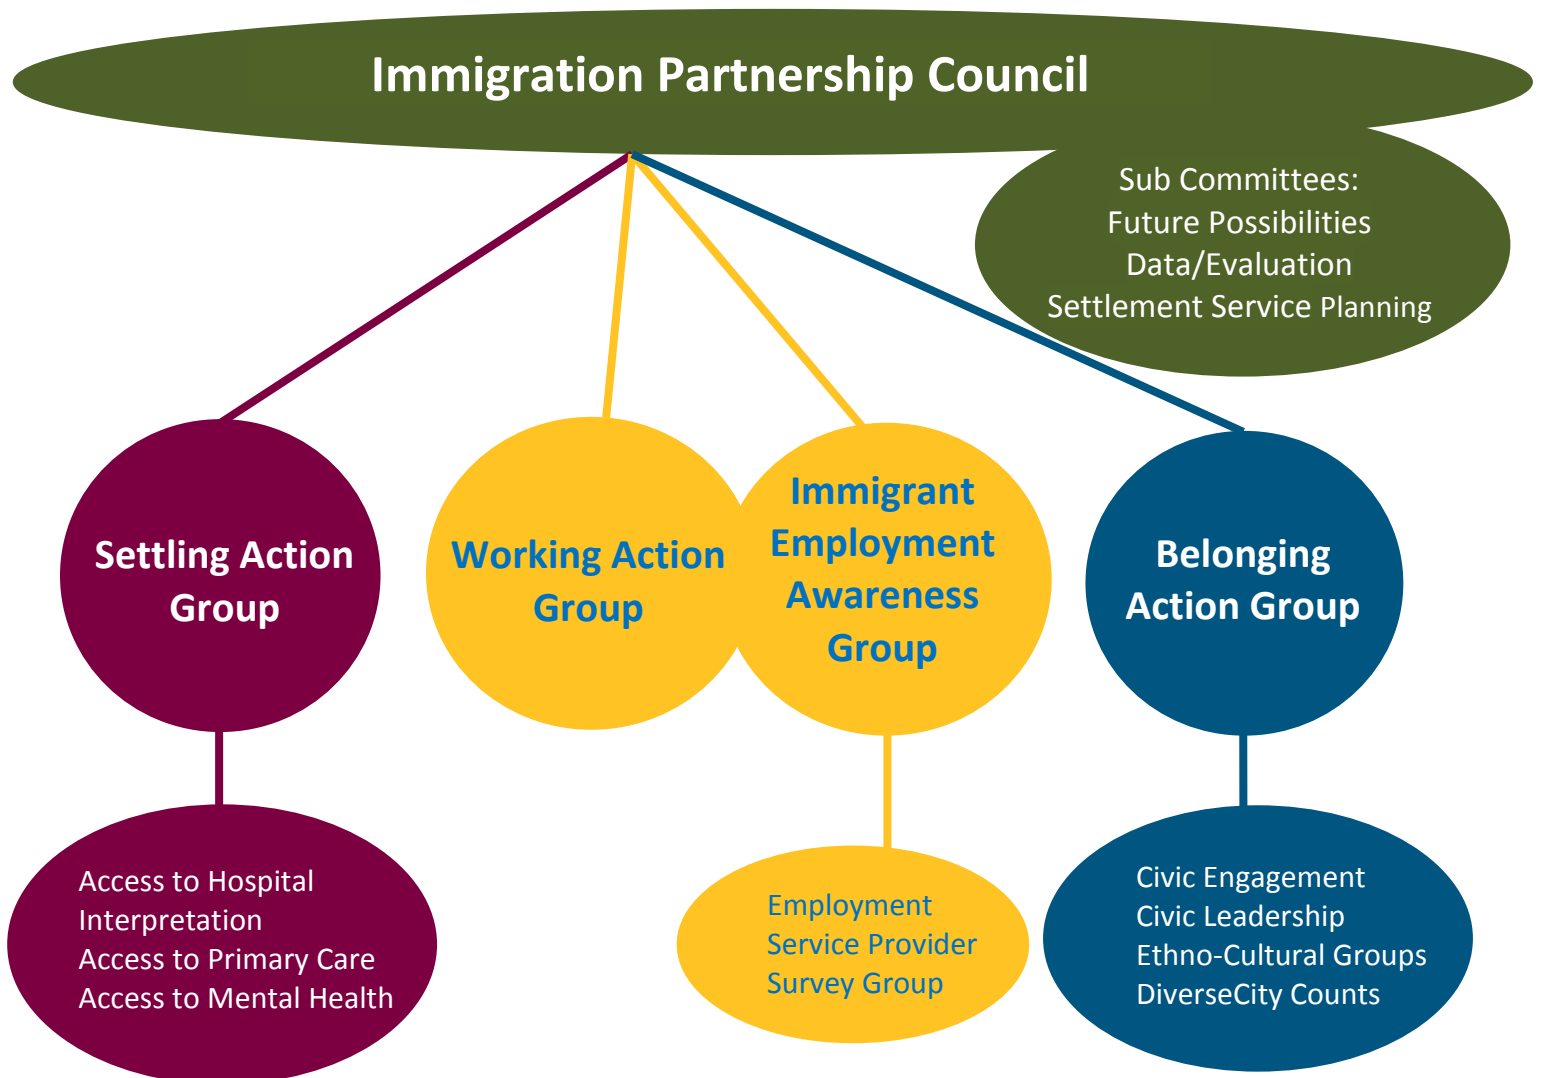 Immigration Partnership Council
Sub Committees:
Future Possibilities
Data/Evaluation
Settlement Service Planning
Settling Action
Group
Working Action
Group
Immigrant
Employment
Awareness
Group
Belonging
Action Group
Access to Hospital
Interpretation
Access to Primary Care
Access to Mental Health
Employment
Service Provider
Survey Group
Civic Engagement
Civic Leadership
Ethno-Cultural Groups
DiverseCity Counts